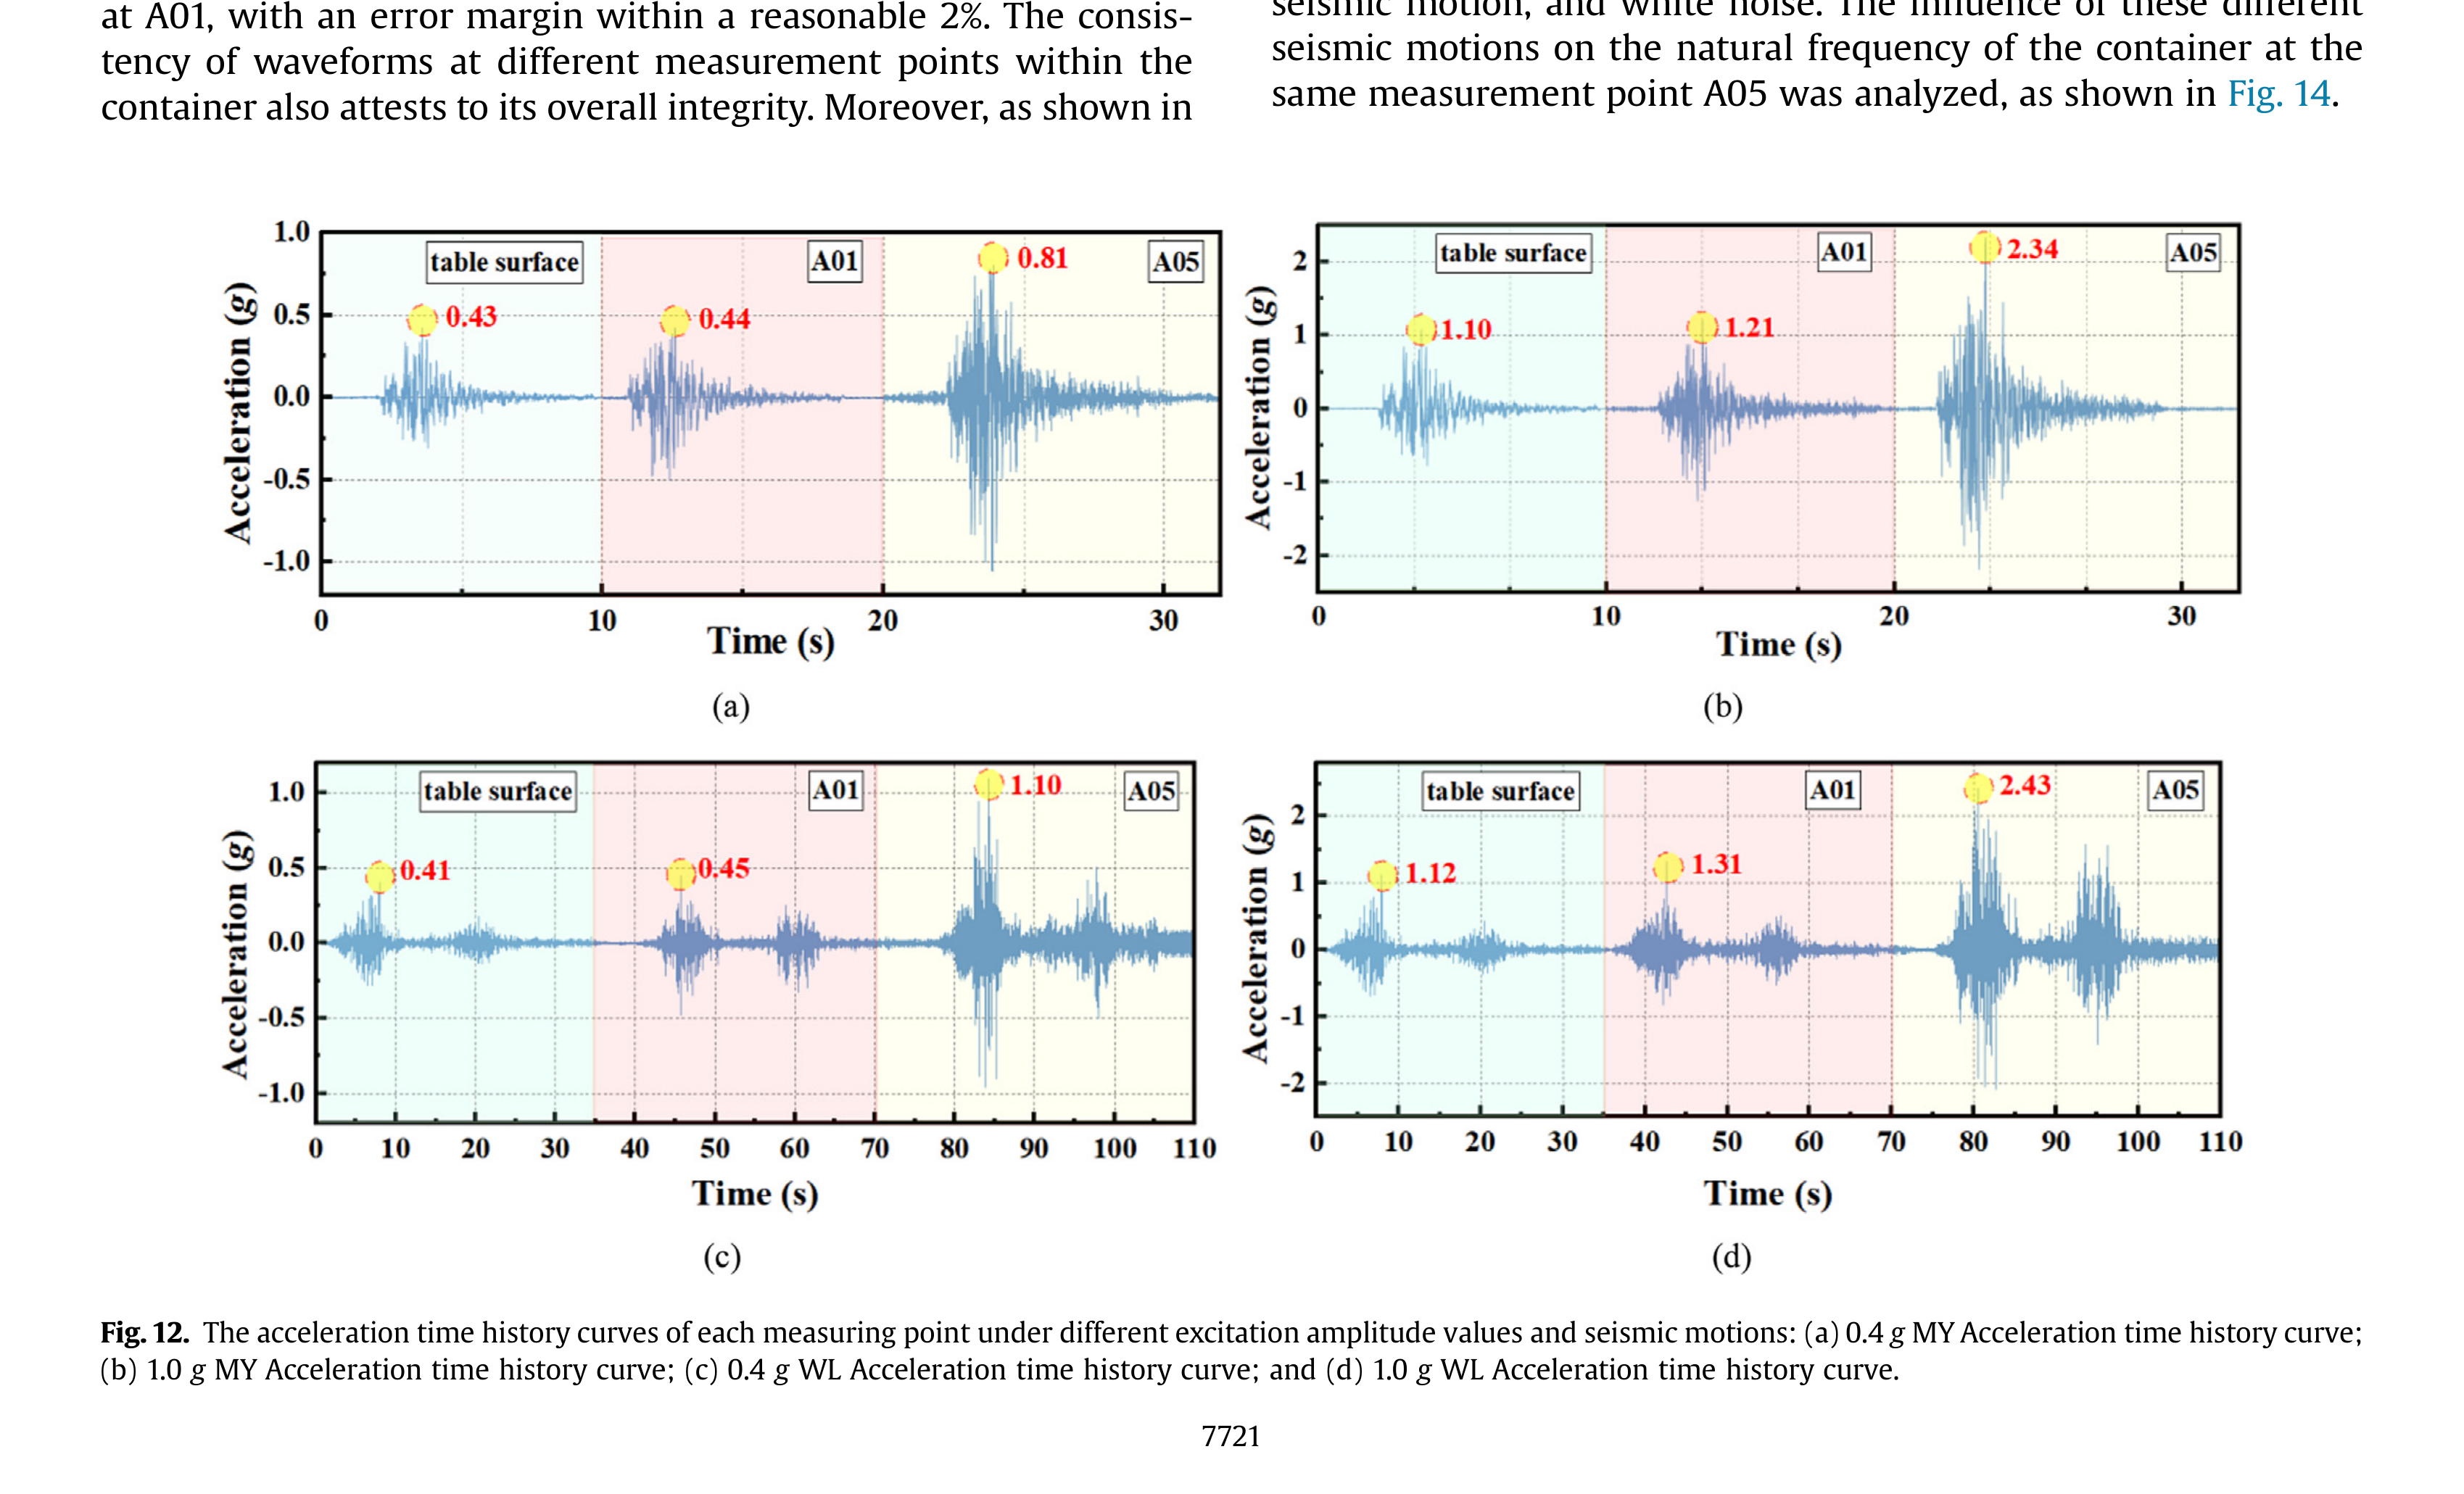 at A01, with an error margin within a reasonable 2%. The consis-
tency of waveforms at different measurement points within the
container also attests to its overall integrity. Moreover, as shown in
seismic motion, and white noise. The influence of these different
seismic motions on the natural frequency of the container at the
same measurement point A05 was analyzed, as shown in Fig. 14.
1.0
0.5
0.0
-0.5
-1.0
Acceleration (g)
table surface
A01
A05
0.43
0.44
0.81
0 10 20 30
Time (s)
(a)
2
1
0
-1
-2
Acceleration (g)
table surface
A01
A05
1.10
1.21
2.34
0 10 20 30
Time (s)
(b)
1.0
0.5
0.0
-0.5
-1.0
Acceleration (g)
table surface
A01
A05
0.41
0.45
1.10
0 10 20 30 40 50 60 70 80 90 100 110
Time (s)
(c)
2
1
0
-1
-2
Acceleration (g)
table surface
A01
A05
1.12
1.31
2.43
0 10 20 30 40 50 60 70 80 90 100 110
Time (s)
(d)
Fig. 12. The acceleration time history curves of each measuring point under different excitation amplitude values and seismic motions: (a) 0.4 g MY Acceleration time history curve;
(b) 1.0 g MY Acceleration time history curve; (c) 0.4 g WL Acceleration time history curve; and (d) 1.0 g WL Acceleration time history curve.
7721